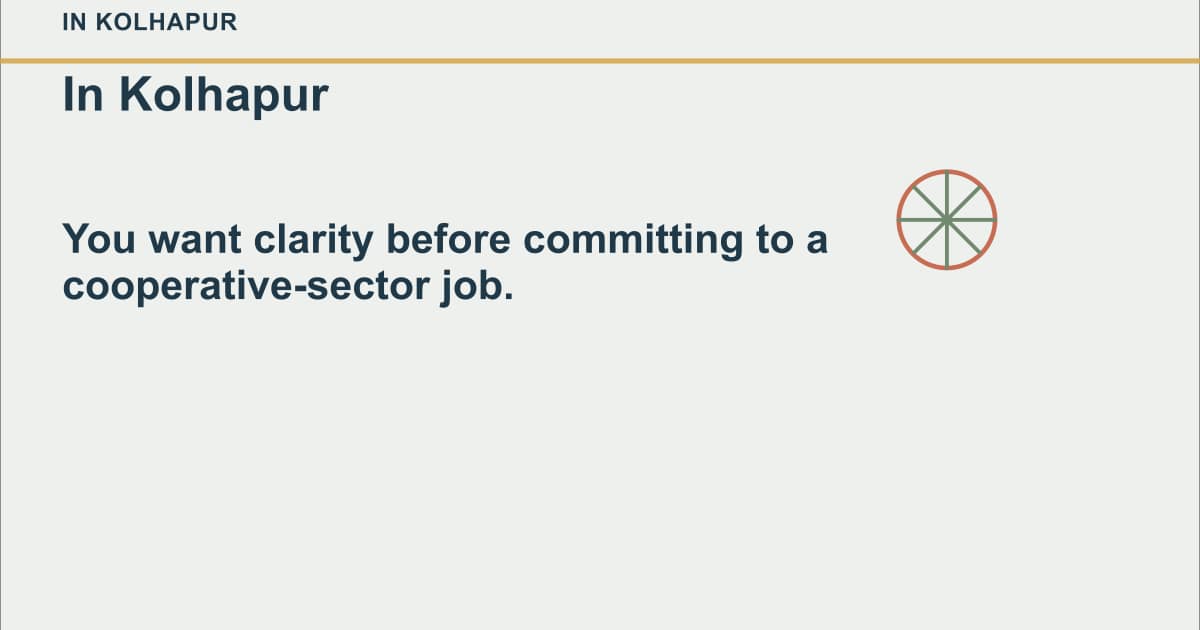 IN KOLHAPUR
In Kolhapur
You want clarity before committing to a
cooperative-sector job.